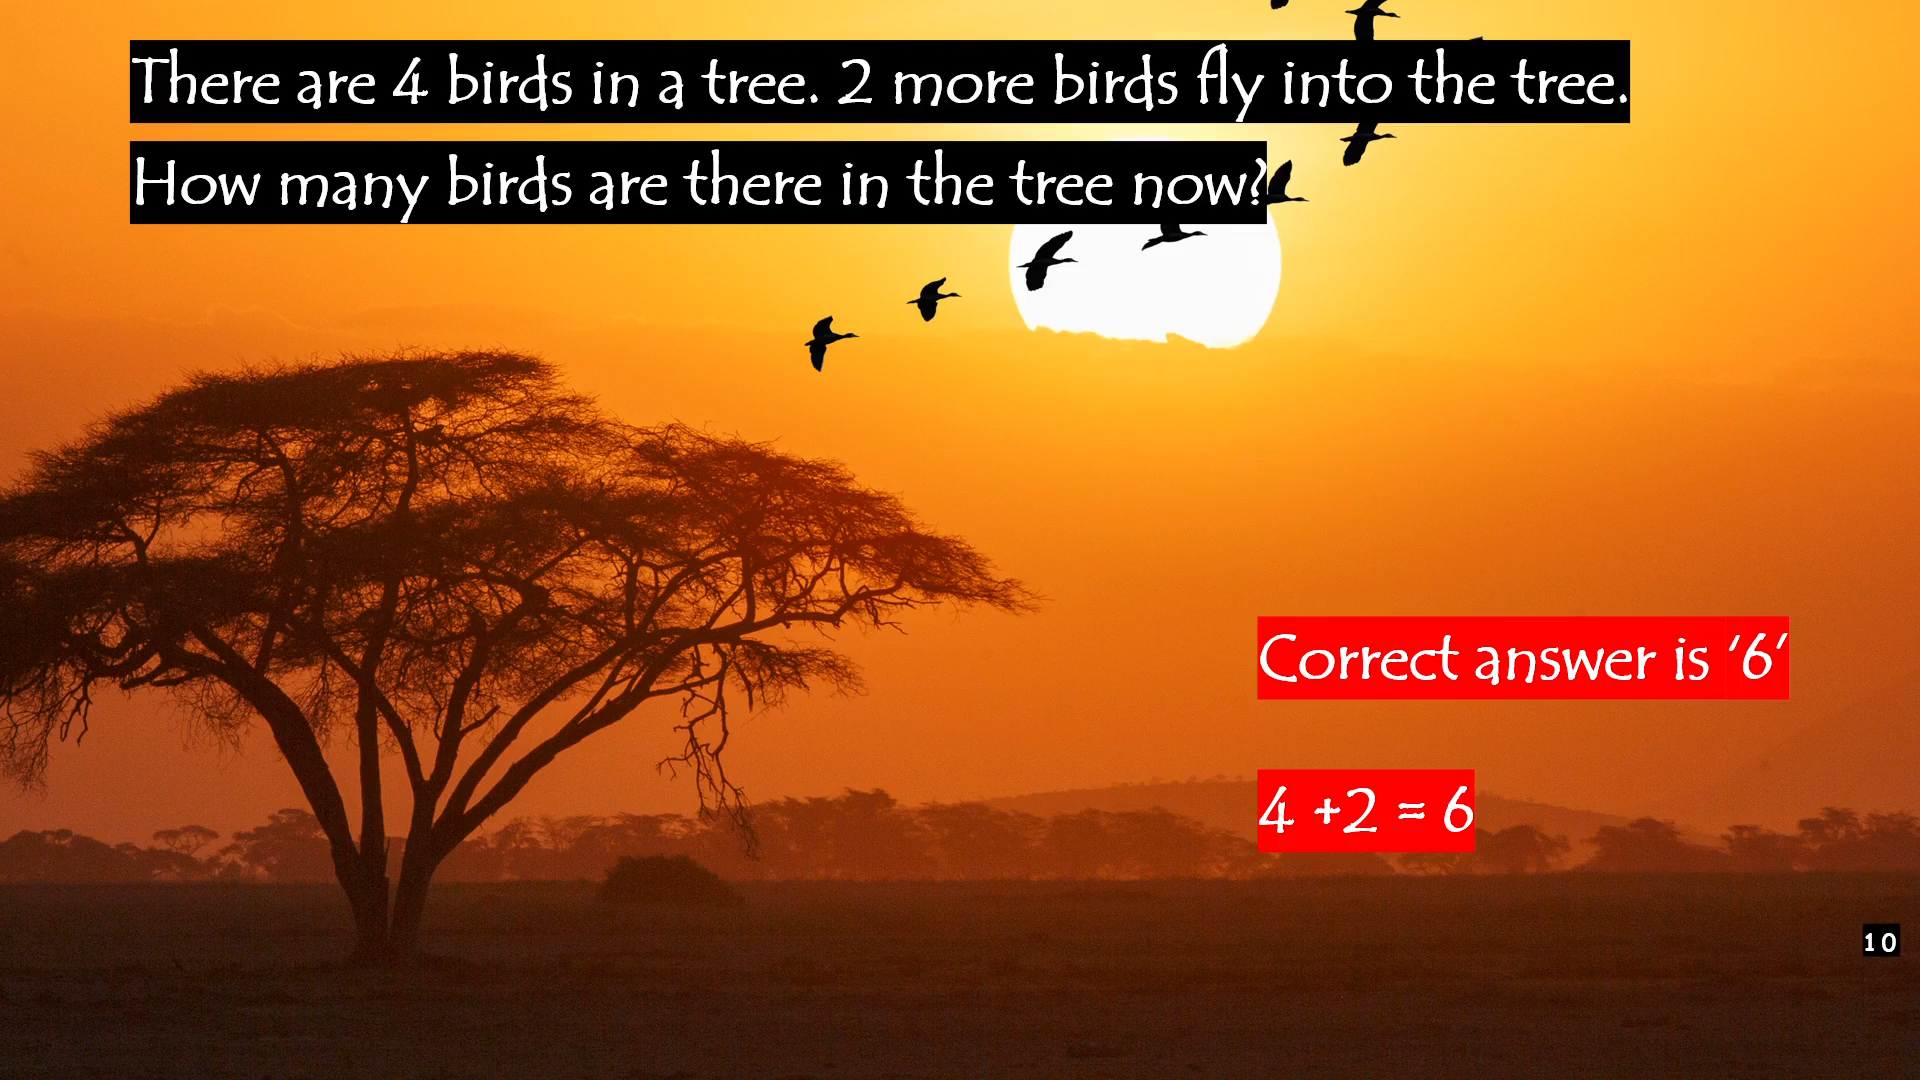 There are 4 birds in a tree. 2 more birds fly into the tree.
How many birds are there in the tree now?
Correct answer is ‘6’
4 +2 = 6
10